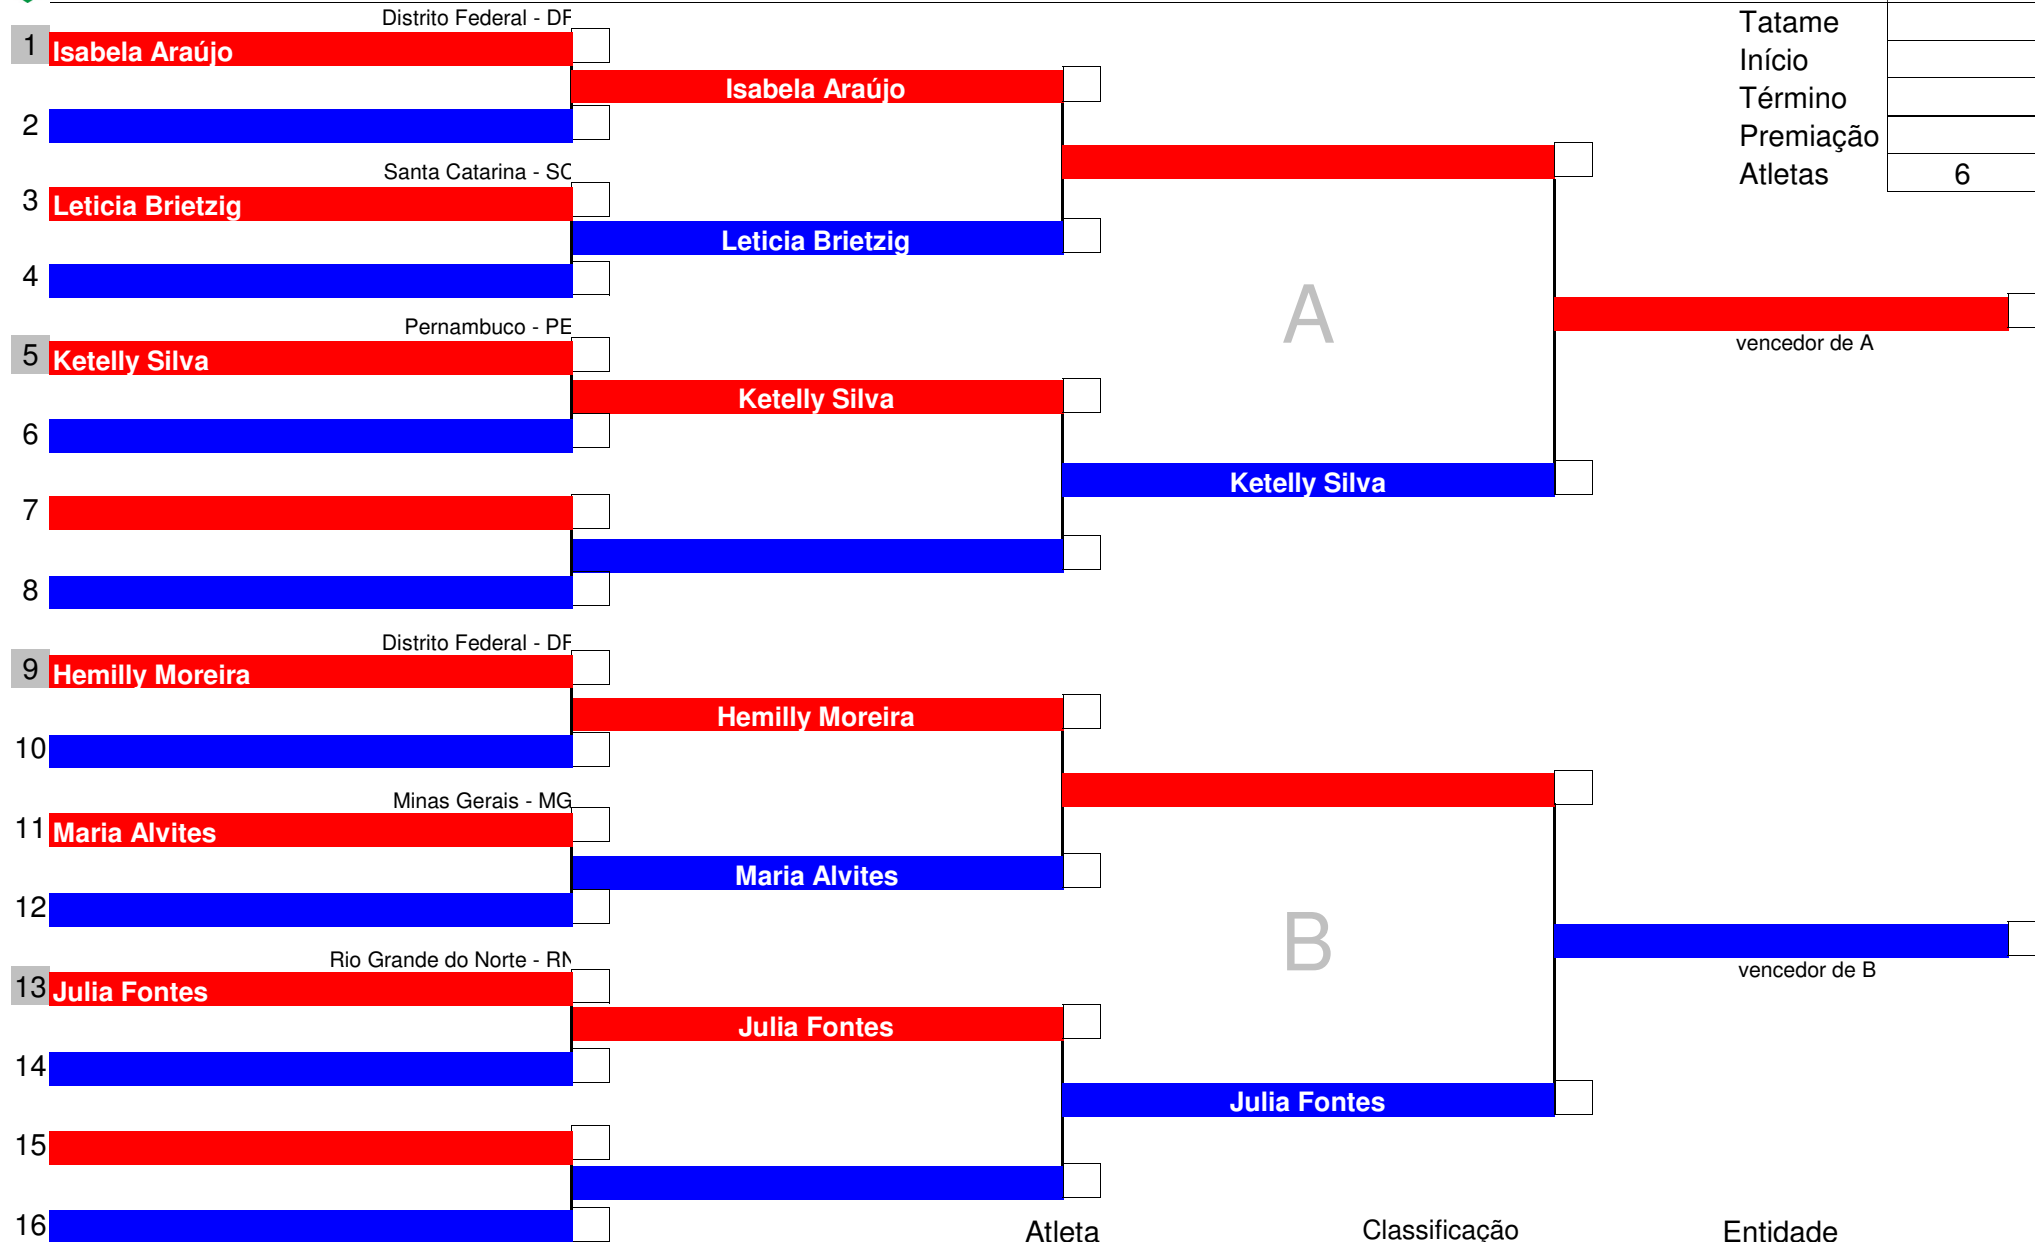 Distrito Federal - DF
1 Isabela Araújo
Isabela Araújo
2
Santa Catarina - SC
3 Leticia Brietzig
Leticia Brietzig
4
Pernambuco - PE
5 Ketelly Silva
Ketelly Silva
6
Ketelly Silva
7
8
A
vencedor de A
Tatame
Início
Término
Premiação
Atletas 6
Distrito Federal - DF
9 Hemilly Moreira
Hemilly Moreira
10
Minas Gerais - MG
11 Maria Alvites
Maria Alvites
12
Rio Grande do Norte - RN
13 Julia Fontes
Julia Fontes
14
Julia Fontes
15
16
B
vencedor de B
Atleta Classificação Entidade